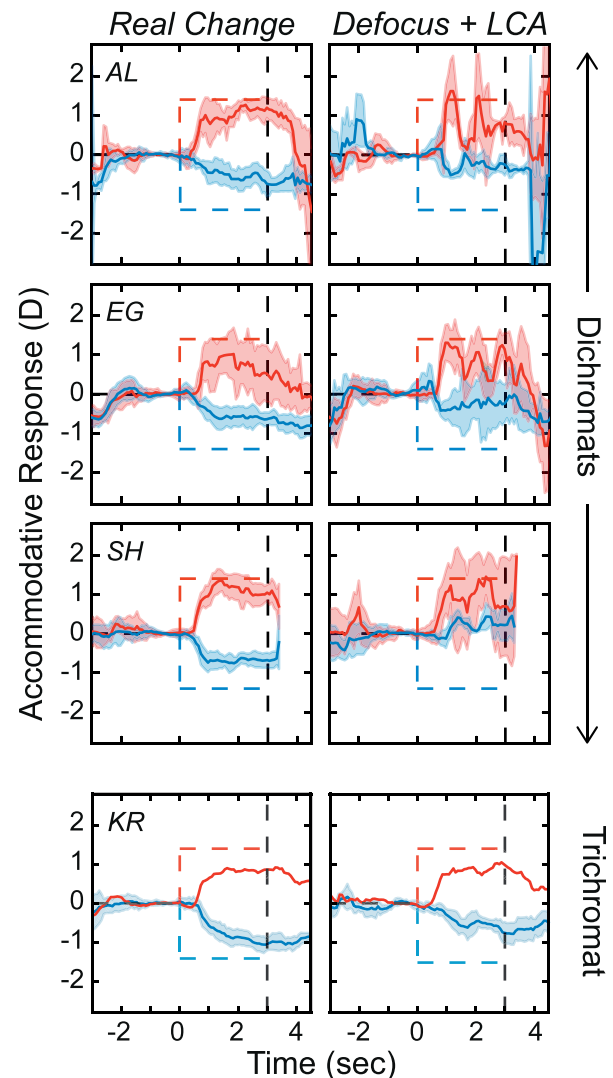 Real Change
Defocus + LCA
AL
2
1
0
-1
-2
EG
2
1
0
-1
-2
SH
2
1
0
-1
-2
KR
2
1
0
-1
-2
-2
0
2
4
-2
0
2
4
Time (sec)
Accommodative Response (D)
Dichromats
Trichromat